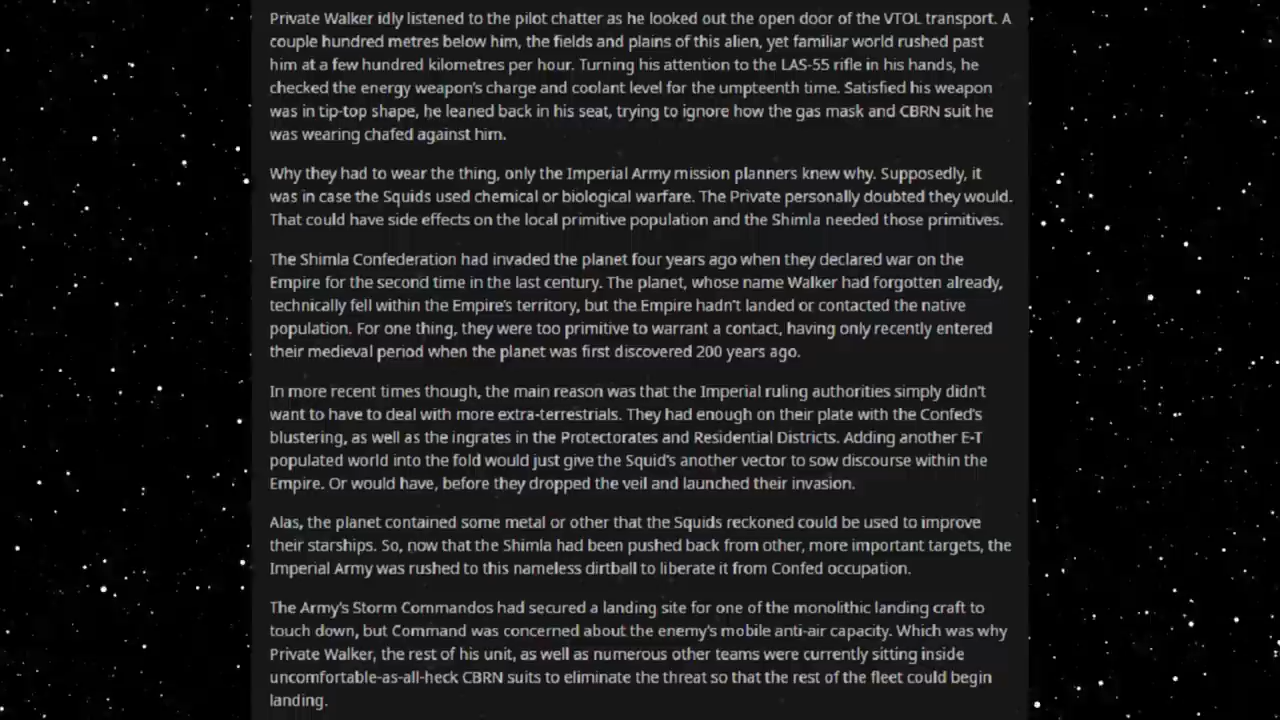 Private Walker idly listened to the pilot chatter as he looked out the open door of the VTOL transport. A
couple hundred metres below him, the fields and plains of this alien, yet familiar world rushed past
him at a few hundred kilometres per hour. Turning his attention to the LAS-55 rifle in his hands, he
checked the energy weapon's charge and coolant level for the umpteenth time. Satisfied his weapon
was in tip-top shape, he leaned back in his seat, trying to ignore how the gas mask and CBRN suit he
was wearing chafed against him.
Why they had to wear the thing, only the Imperial Army mission planners knew why. Supposedly, it
was in case the Squids used chemical or biological warfare. The Private personally doubted they would.
That could have side effects on the local primitive population and the Shimla needed those primitives.
The Shimla Confederation had invaded the planet four years ago when they declared war on the
Empire for the second time in the last century. The planet, whose name Walker had forgotten already,
technically fell within the Empire's territory, but the Empire hadn't landed or contacted the native
population. For one thing, they were too primitive to warrant a contact, having only recently entered
their medieval period when the planet was first discovered 200 years ago.
In more recent times though, the main reason was that the Imperial ruling authorities simply didn't
want to have to deal with more extra-terrestrials. They had enough on their plate with the Confed's
blustering, as well as the ingrates in the Protectorates and Residential Districts. Adding another E-T
populated world into the fold would just give the Squid's another vector to sow discourse within the
Empire. Or would have, before they dropped the veil and launched their invasion.
Alas, the planet contained some metal or other that the Squids reckoned could be used to improve
their starships. So, now that the Shimla had been pushed back from other, more important targets, the
Imperial Army was rushed to this nameless dirtball to liberate it from Confed occupation.
The Army's Storm Commandos had secured a landing site for one of the monolithic landing craft to
touch down, but Command was concerned about the enemy's mobile anti-air capacity. Which was why
Private Walker, the rest of his unit, as well as numerous other teams were currently sitting inside
uncomfortable-as-all-heck CBRN suits to eliminate the threat so that the rest of the fleet could begin
landing.